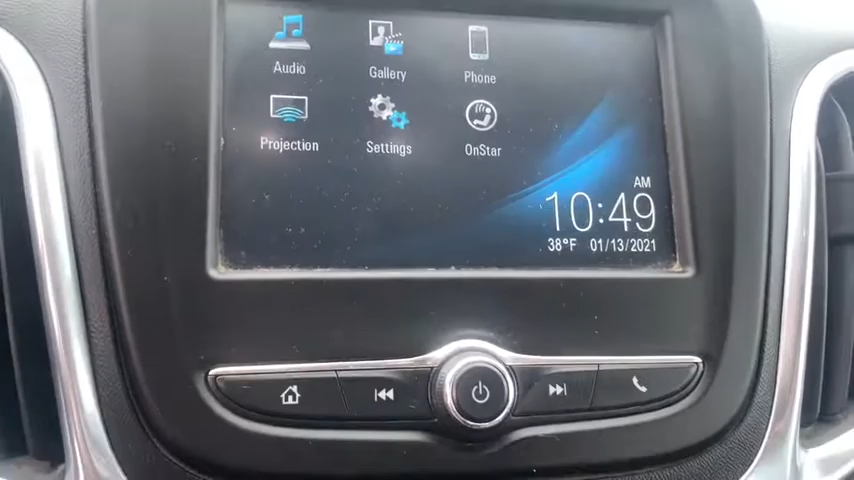 Audio Gallery Phone
Projection Settings OnStar
AM
10:49
38°F 01/13/2021